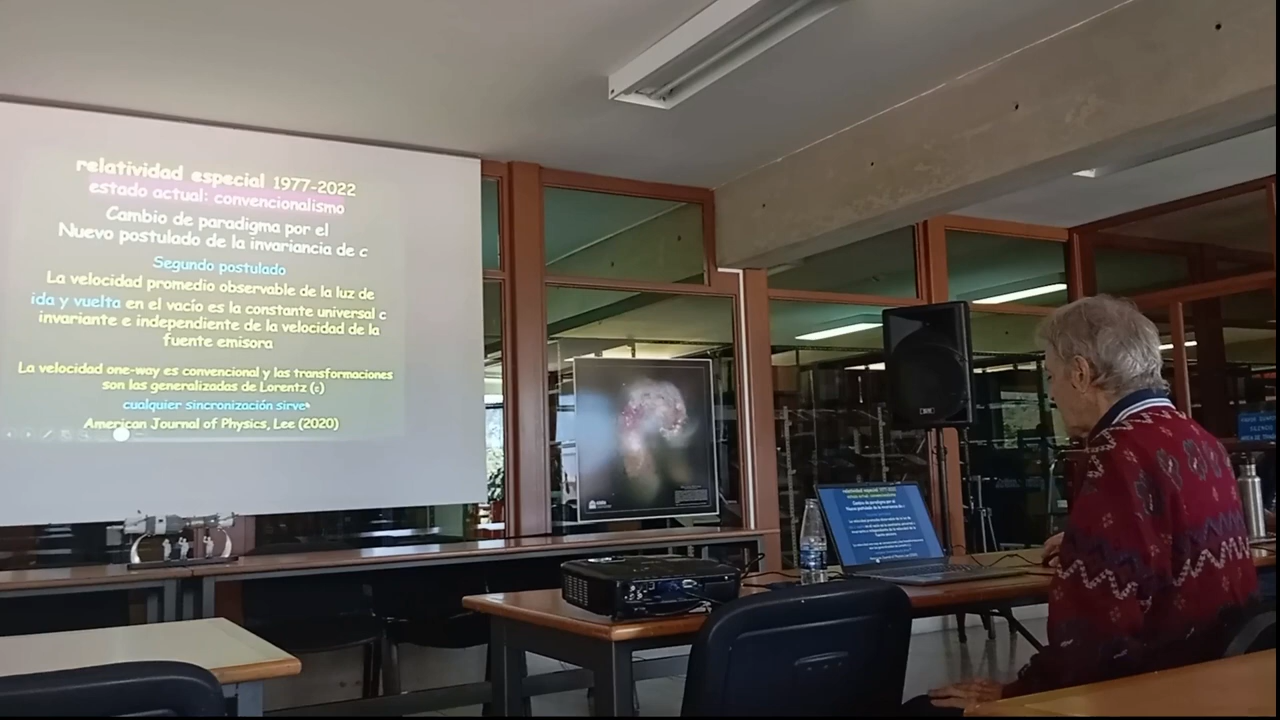 relatividad especial 1977-2022
estado actual: convencionalismo
Cambio de paradigma por el
Nuevo postulado de la invariancia de c
Segundo postulado
La velocidad promedio observable de la luz de
ida y vuelta en el vacío es la constante universal c
invariante e independiente de la velocidad de la
fuente emisora
La velocidad one-way es convencional y las transformaciones
son las generalizadas de Lorentz (ε)
cualquier sincronización sirve
American Journal of Physics, Lee (2020)